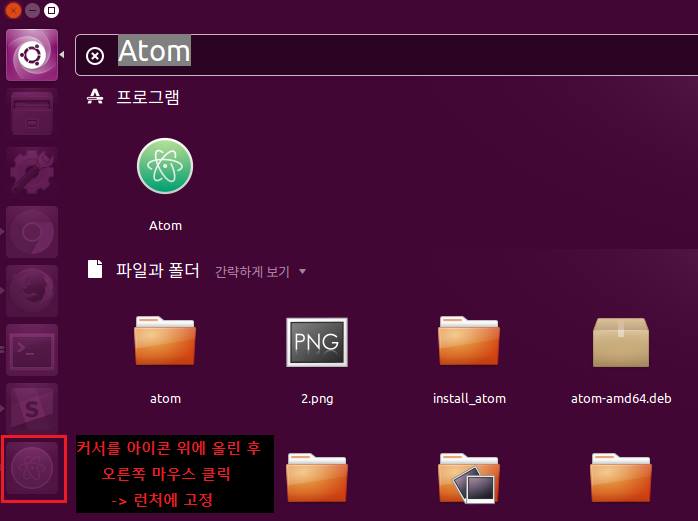 Atom
프로그램
Atom
파일과 폴더 간략하게 보기
atom
2.png
install_atom
atom-amd64.deb
PNG
S
커서를 아이콘 위에 올린 후
오른쪽 마우스 클릭
-> 런처에 고정